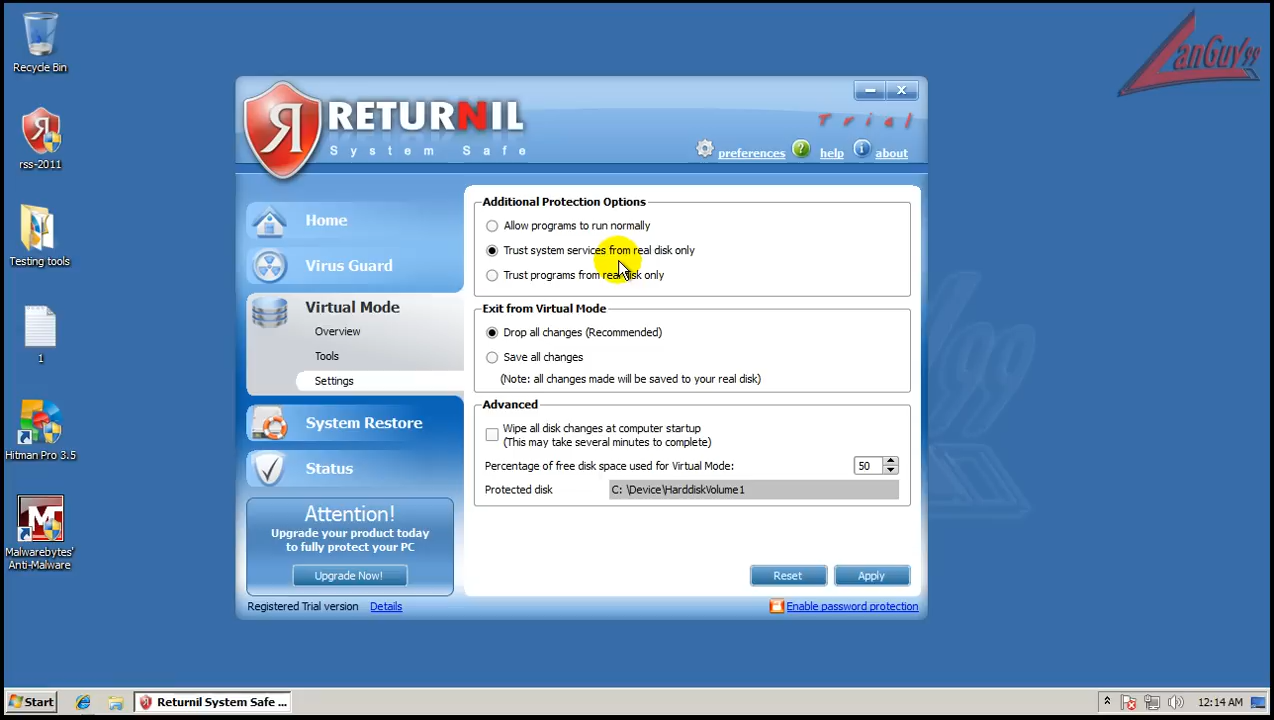 Recycle Bin
rss-2011
Testing tools
1
Hitman Pro 3.5
Malwarebytes'
Anti-Malware
LanGuy99
RETURNIL
System Safe
Trial
preferences
help
about
Home
Virus Guard
Virtual Mode
Overview
Tools
Settings
System Restore
Status
Attention!
Upgrade your product today
to fully protect your PC
Upgrade Now!
Registered Trial version Details
Additional Protection Options
Allow programs to run normally
Trust system services from real disk only
Trust programs from real disk only
Exit from Virtual Mode
Drop all changes (Recommended)
Save all changes
(Note: all changes made will be saved to your real disk)
Advanced
Wipe all disk changes at computer startup
(This may take several minutes to complete)
Percentage of free disk space used for Virtual Mode: 50
Protected disk C: \Device\HarddiskVolume1
Reset Apply
Enable password protection
Start
Returnil System Safe ...
12:14 AM